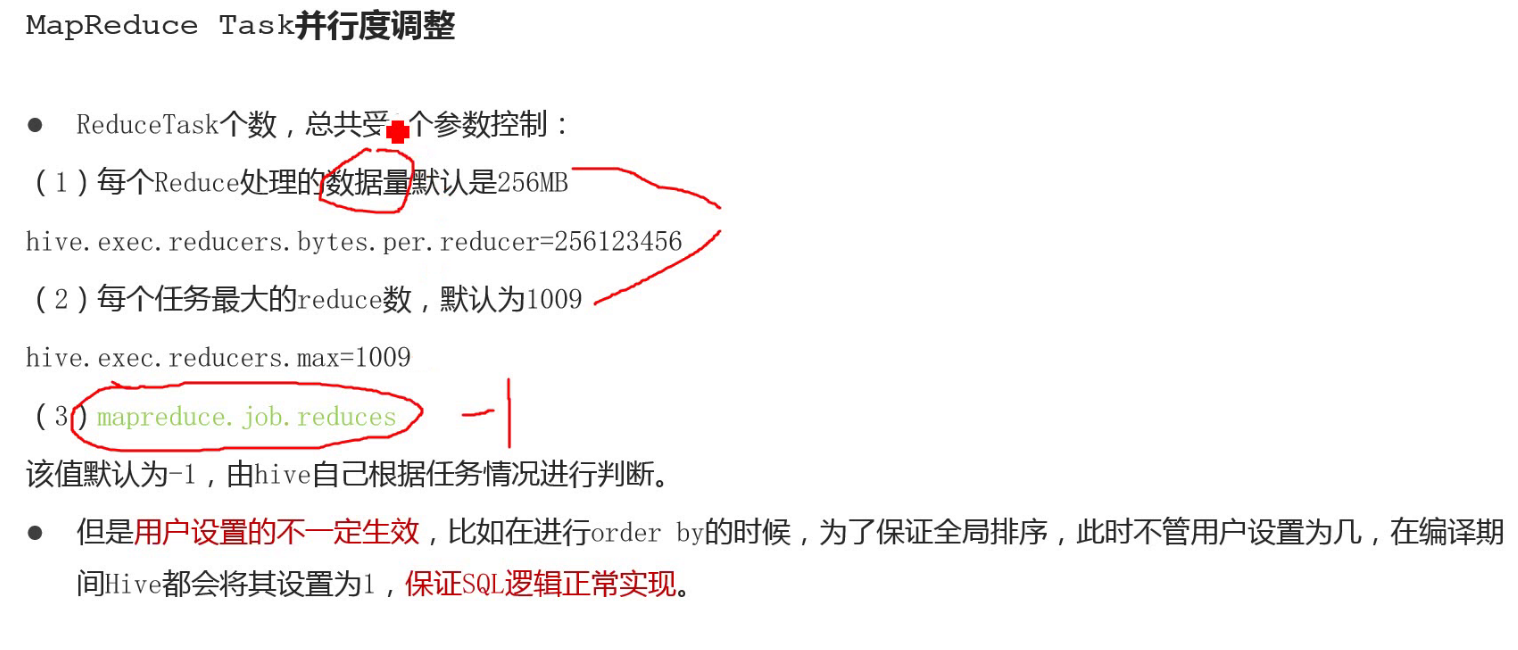 MapReduce Task并行度调整
● ReduceTask个数，总共受 个参数控制：
（1）每个Reduce处理的数据量默认是256MB
hive.exec.reducers.bytes.per.reducer=256123456
（2）每个任务最大的reduce数，默认为1009
hive.exec.reducers.max=1009
（3）mapreduce.job.reduces -1
该值默认为-1，由hive自己根据任务情况进行判断。
● 但是用户设置的不一定生效，比如在进行order by的时候，为了保证全局排序，此时不管用户设置为几，在编译期
间Hive都会将其设置为1，保证SQL逻辑正常实现。